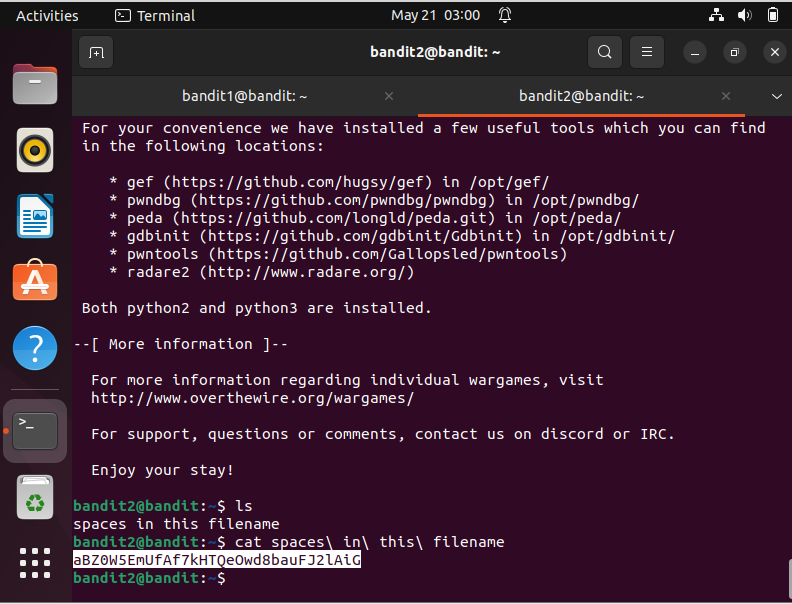 Activities Terminal May 21 03:00
bandit2@bandit: ~
bandit1@bandit: ~ bandit2@bandit: ~
For your convenience we have installed a few useful tools which you can find
in the following locations:
* gef (https://github.com/hugsy/gef) in /opt/gef/
* pwndbg (https://github.com/pwndbg/pwndbg) in /opt/pwndbg/
* peda (https://github.com/longld/peda.git) in /opt/peda/
* gdbinit (https://github.com/gdbinit/Gdbinit) in /opt/gdbinit/
* pwntools (https://github.com/Gallopsled/pwntools)
* radare2 (http://www.radare.org/)
Both python2 and python3 are installed.
--[ More information ]--
For more information regarding individual wargames, visit
http://www.overthewire.org/wargames/
For support, questions or comments, contact us on discord or IRC.
Enjoy your stay!
bandit2@bandit:~$ ls
spaces in this filename
bandit2@bandit:~$ cat spaces\ in\ this\ filename
aBZ0W5EmUfAf7kHTQeOwd8bauFJ2lAiG
bandit2@bandit:~$